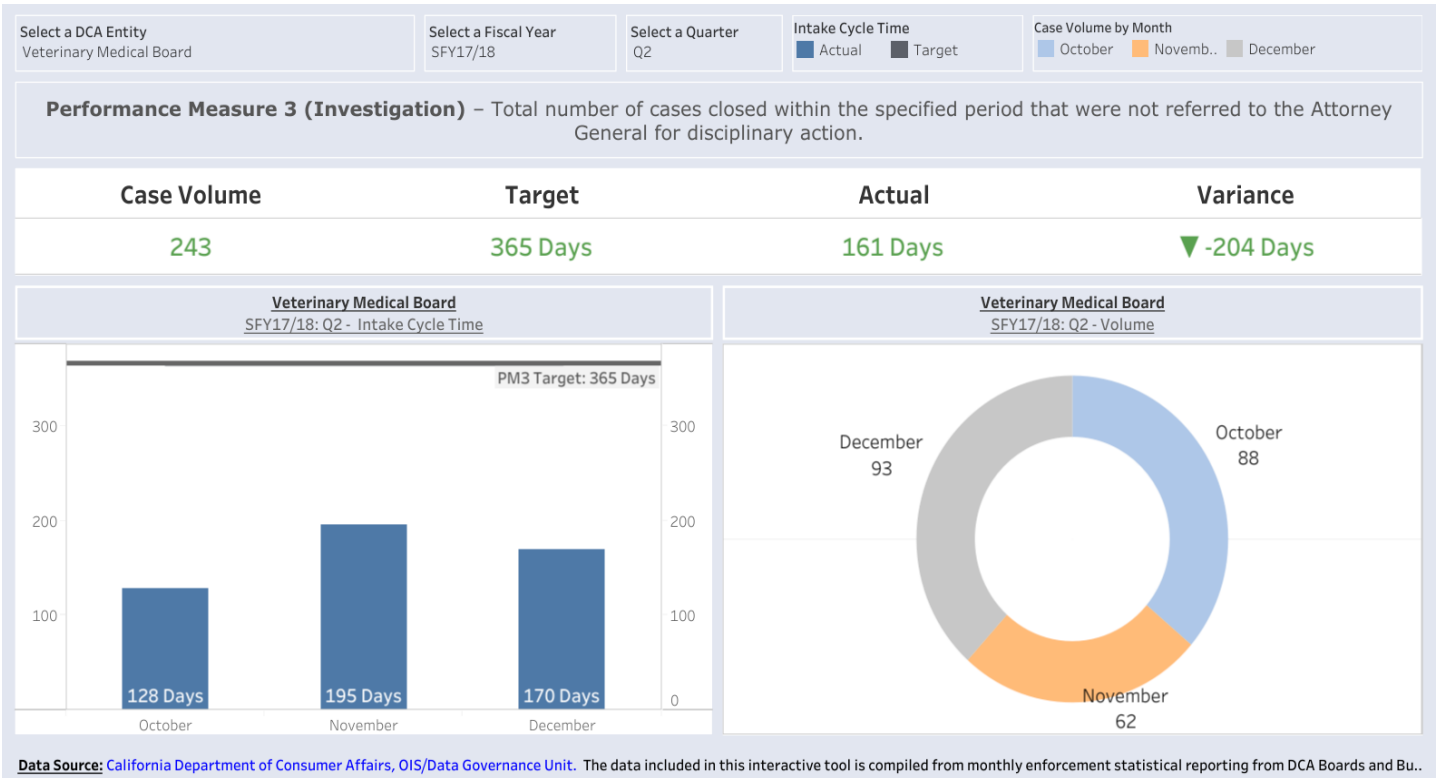 Select a DCA Entity
Veterinary Medical Board
Select a Fiscal Year
SFY17/18
Select a Quarter
Q2
Intake Cycle Time
Actual
Target
Case Volume by Month
October
Novemb..
December
Performance Measure 3 (Investigation) – Total number of cases closed within the specified period that were not referred to the Attorney
General for disciplinary action.
Case Volume
Target
Actual
Variance
243
365 Days
161 Days
▼ -204 Days
Veterinary Medical Board
SFY17/18: Q2 - Intake Cycle Time
PM3 Target: 365 Days
300
200
100
300
200
100
0
128 Days
195 Days
170 Days
October
November
December
Veterinary Medical Board
SFY17/18: Q2 - Volume
October
88
December
93
November
62
Data Source: California Department of Consumer Affairs, OIS/Data Governance Unit. The data included in this interactive tool is compiled from monthly enforcement statistical reporting from DCA Boards and Bu..